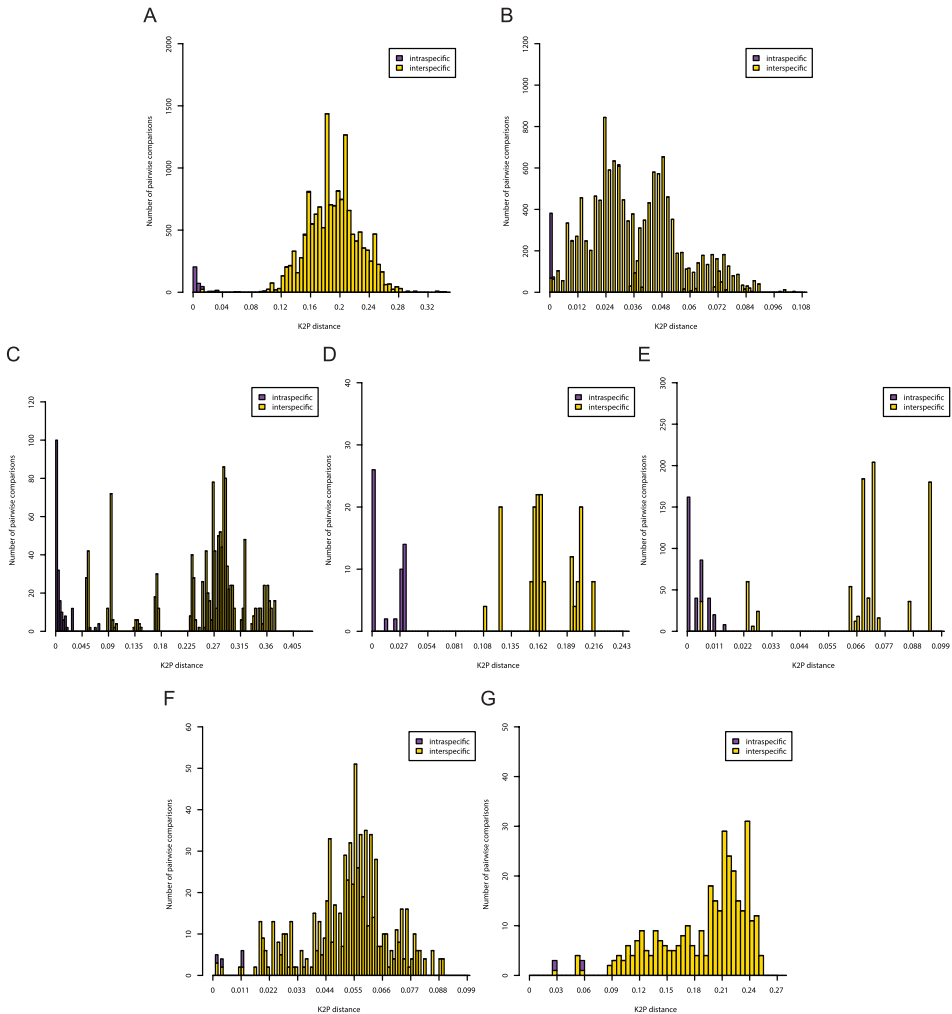 A
B
2000
1500
1000
500
0
Number of pairwise comparisons
intraspecific
interspecific
0 0.04 0.08 0.12 0.16 0.2 0.24 0.28 0.32
K2P distance
1200
1000
800
600
400
200
0
Number of pairwise comparisons
intraspecific
interspecific
0 0.012 0.024 0.036 0.048 0.06 0.072 0.084 0.096 0.108
K2P distance
C
D
E
120
100
80
60
40
20
0
Number of pairwise comparisons
intraspecific
interspecific
0 0.045 0.09 0.135 0.18 0.225 0.27 0.315 0.36 0.405
K2P distance
40
30
20
10
0
Number of pairwise comparisons
intraspecific
interspecific
0 0.027 0.054 0.081 0.108 0.135 0.162 0.189 0.216 0.243
K2P distance
300
250
200
150
100
50
0
Number of pairwise comparisons
intraspecific
interspecific
0 0.011 0.022 0.033 0.044 0.055 0.066 0.077 0.088 0.099
K2P distance
F
G
60
50
40
30
20
10
0
Number of pairwise comparisons
intraspecific
interspecific
0 0.011 0.022 0.033 0.044 0.055 0.066 0.077 0.088 0.099
K2P distance
50
40
30
20
10
0
Number of pairwise comparisons
intraspecific
interspecific
0 0.03 0.06 0.09 0.12 0.15 0.18 0.21 0.24 0.27
K2P distance